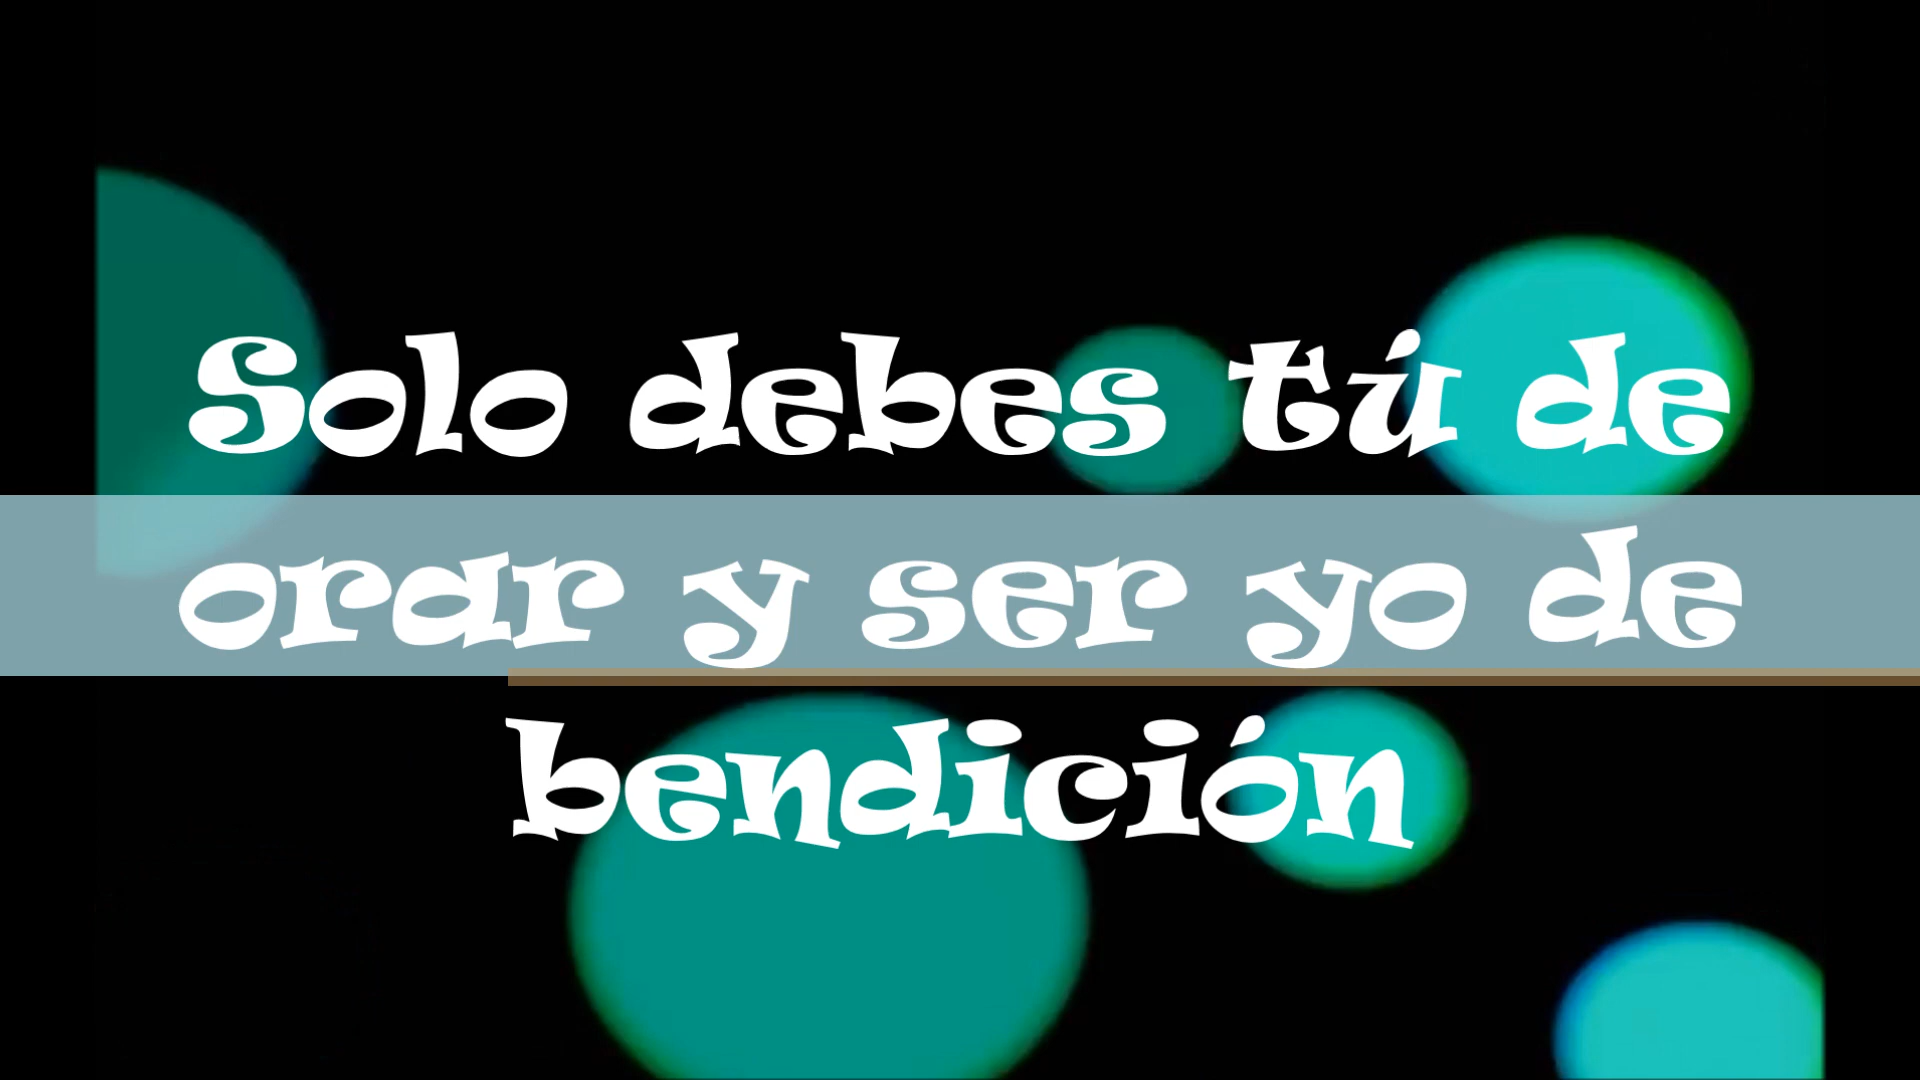 Solo debes tú de
orar y ser yo de
bendición